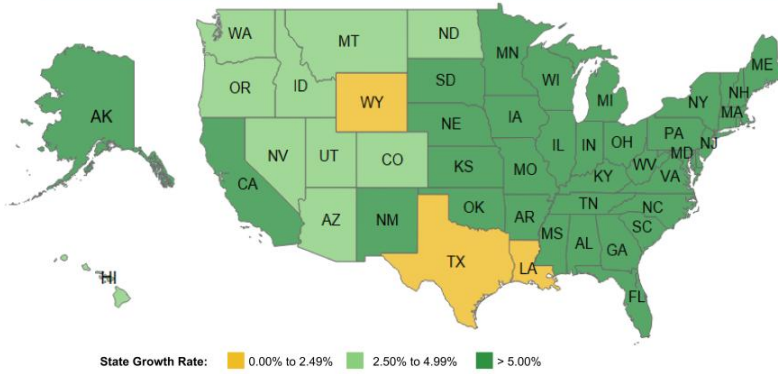 WA
MT
ND
MN
ME
OR
ID
SD
WI
NH
NY
MA
WY
MI
AK
IA
PA
NJ
NE
OH
MD
NV
UT
CO
IL
IN
WV
VA
CA
KS
MO
KY
TN
NC
AZ
NM
OK
AR
SC
MS
AL
GA
TX
LA
HI
FL
State Growth Rate: 0.00% to 2.49% 2.50% to 4.99% > 5.00%